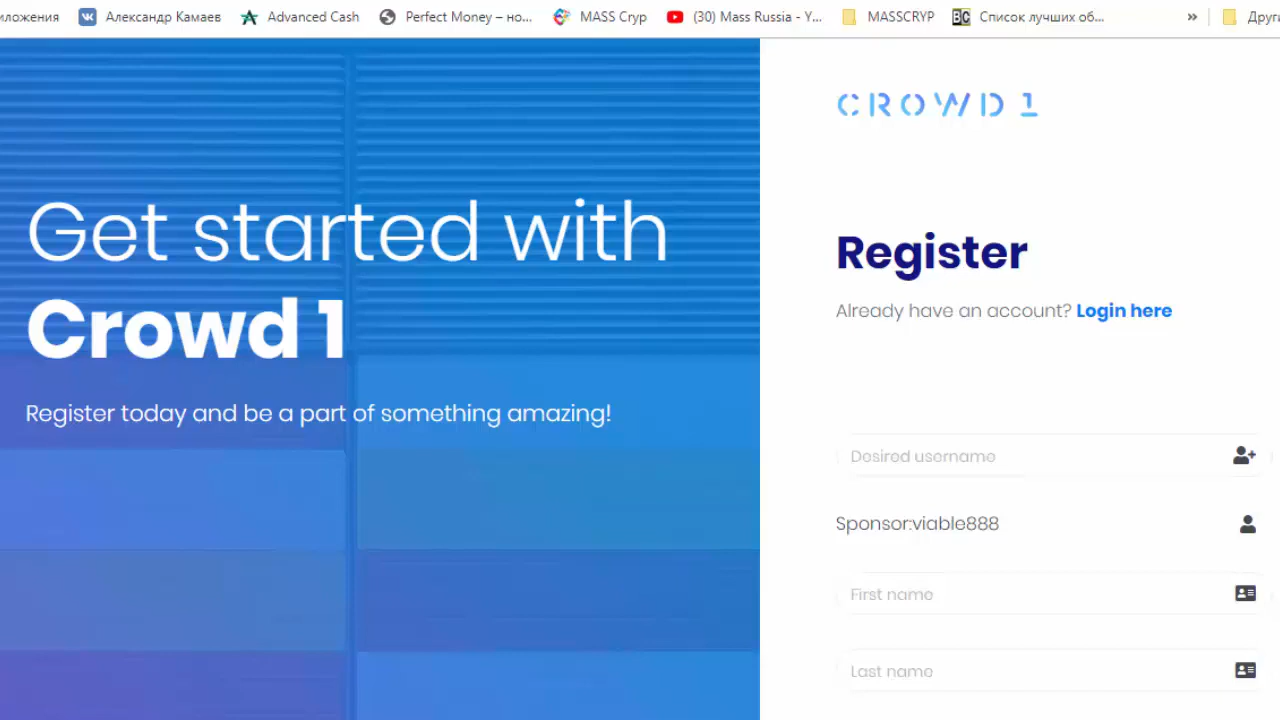 иложения Александр Камаев Advanced Cash Perfect Money – но... MASS Cryp (30) Mass Russia - Y... MASSCRYP BC Список лучших об... » Други
CROWD 1
Get started with
Crowd 1
Register today and be a part of something amazing!
Register
Already have an account? Login here
Desired username
Sponsor:viable888
First name
Last name